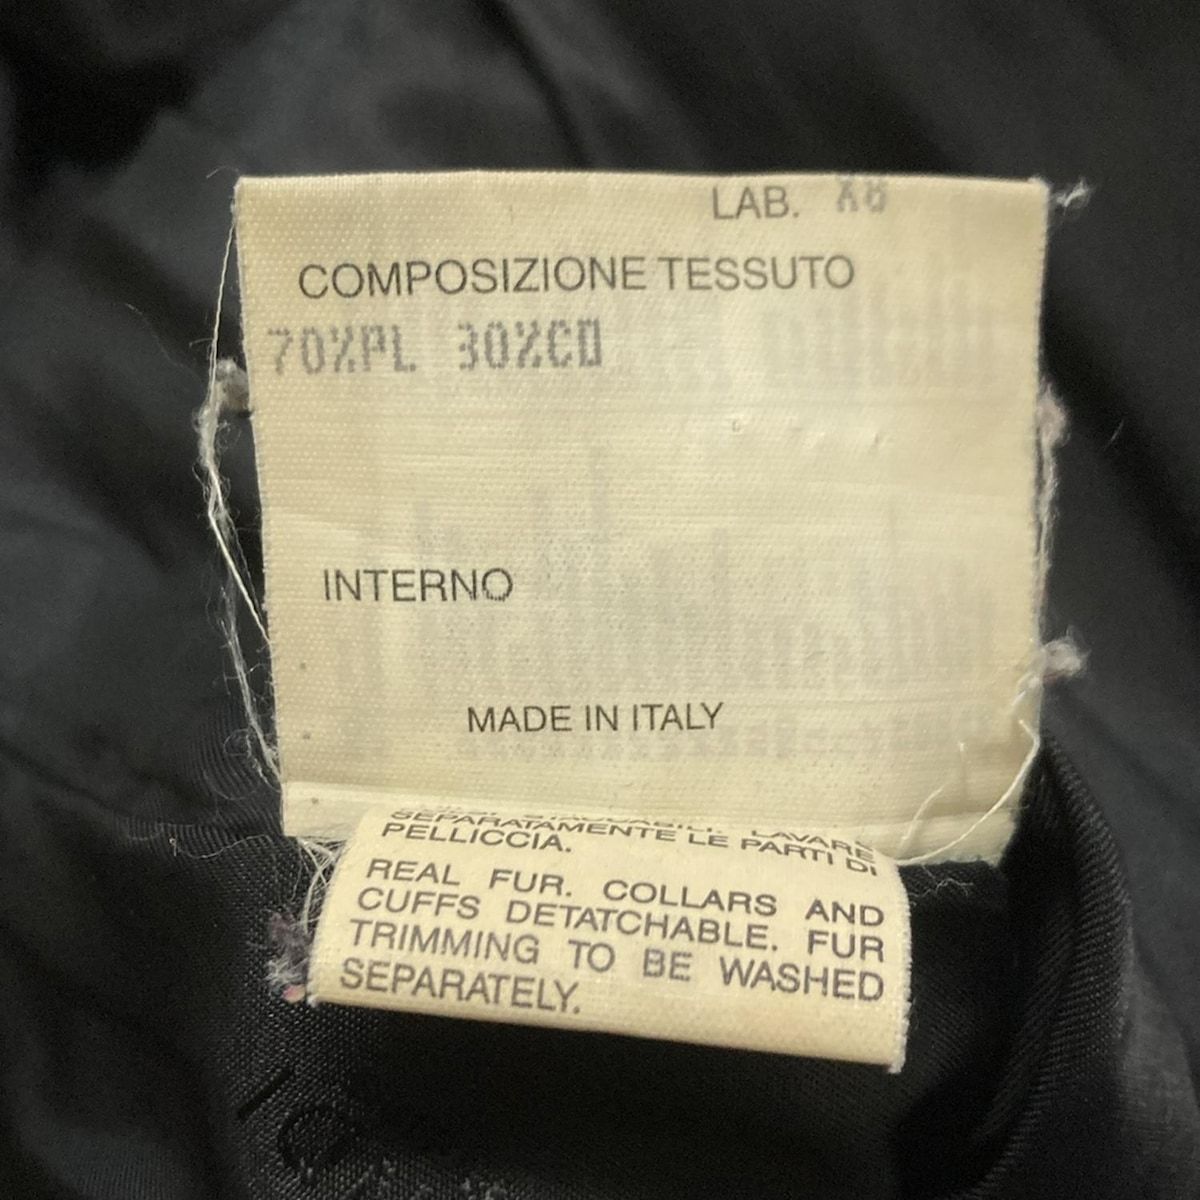 LAB. X8
COMPOSIZIONE TESSUTO
70%PL 30%CO
INTERNO
MADE IN ITALY
LAVARE
SEPARATAMENTE LE PARTI DI
PELLICCIA.
REAL FUR. COLLARS AND
CUFFS DETATCHABLE. FUR
TRIMMING TO BE WASHED
SEPARATELY.